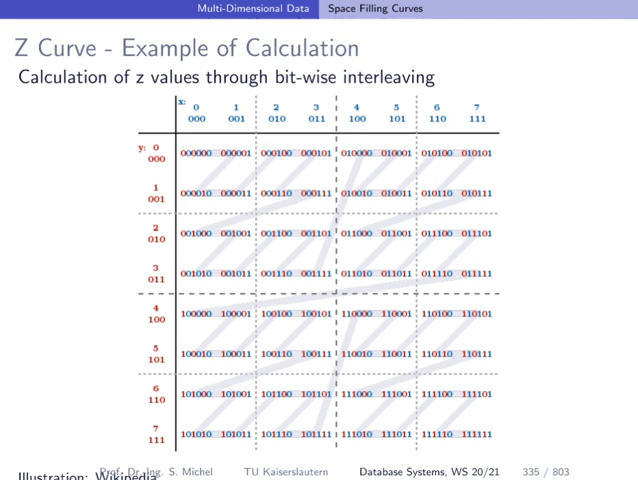 Multi-Dimensional Data Space Filling Curves
Z Curve - Example of Calculation
Calculation of z values through bit-wise interleaving
x: 0 1 2 3 4 5 6 7
000 001 010 011 100 101 110 111
y: 0 000 000000 000001 000100 000101 010000 010001 010100 010101
1 001 000010 000011 000110 000111 010010 010011 010110 010111
2 010 001000 001001 001100 001101 011000 011001 011100 011101
3 011 001010 001011 001110 001111 011010 011011 011110 011111
4 100 100000 100001 100100 100101 110000 110001 110100 110101
5 101 100010 100011 100110 100111 110010 110011 110110 110111
6 110 101000 101001 101100 101101 111000 111001 111100 111101
7 111 101010 101011 101110 101111 111010 111011 111110 111111
Illustration: Wikipedia
Prof. Dr.-Ing. S. Michel TU Kaiserslautern Database Systems, WS 20/21 335 / 803